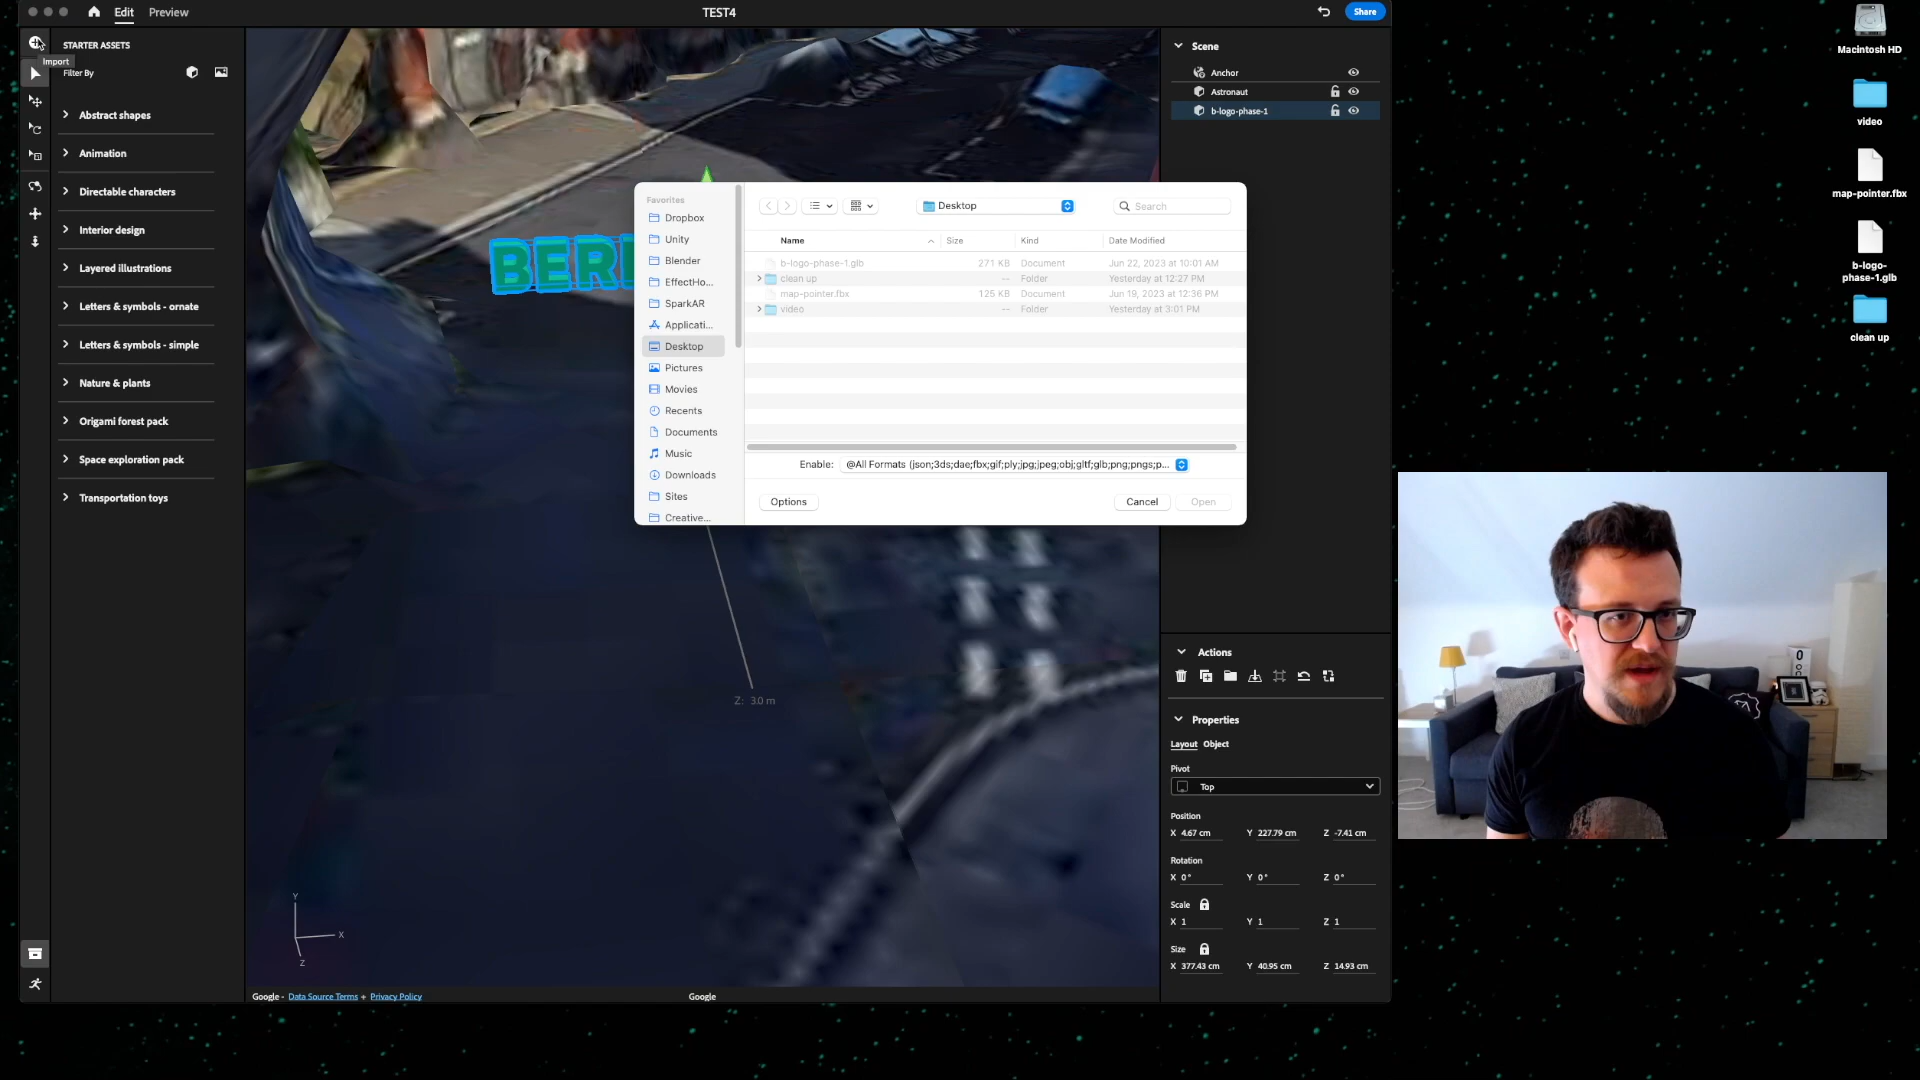 Edit
Preview
TEST4
Share
Import
STARTER ASSETS
Filter By
Abstract shapes
Animation
Directable characters
Interior design
Layered illustrations
Letters & symbols - ornate
Letters & symbols - simple
Nature & plants
Origami forest pack
Space exploration pack
Transportation toys
BER
Z: 3.0 m
Y
X
Z
Google - Data Source Terms + Privacy Policy
Google
Favorites
Dropbox
Unity
Blender
EffectHo...
SparkAR
Applicati...
Desktop
Pictures
Movies
Recents
Documents
Music
Downloads
Sites
Creative...
Desktop
Search
Name Size Kind Date Modified
b-logo-phase-1.glb 271 KB Document Jun 22, 2023 at 10:01 AM
clean up -- Folder Yesterday at 12:27 PM
map-pointer.fbx 125 KB Document Jun 19, 2023 at 12:36 PM
video -- Folder Yesterday at 3:01 PM
Enable: @All Formats (json;3ds;dae;fbx;gif;ply;jpg;jpeg;obj;gltf;glb;png;pngs;p...
Options
Cancel
Open
Scene
Anchor
Astronaut
b-logo-phase-1
Actions
Properties
Layout Object
Pivot
Top
Position
X 4.67 cm Y 227.79 cm Z -7.41 cm
Rotation
X 0° Y 0° Z 0°
Scale
X 1 Y 1 Z 1
Size
X 377.43 cm Y 40.95 cm Z 14.93 cm
Macintosh HD
video
map-pointer.fbx
b-logo-
phase-1.glb
clean up